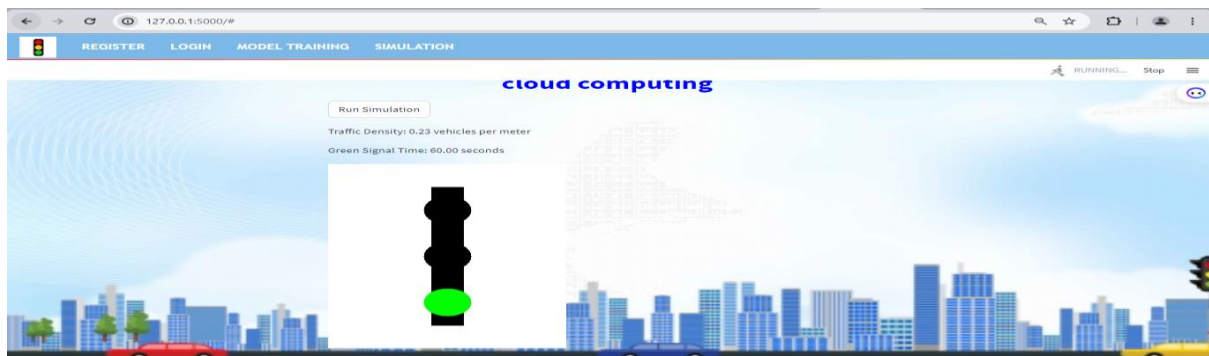 127.0.0.1:5000/#
REGISTER LOGIN MODEL TRAINING SIMULATION
RUNNING... Stop
cloud computing
Run Simulation
Traffic Density: 0.23 vehicles per meter
Green Signal Time: 60.00 seconds